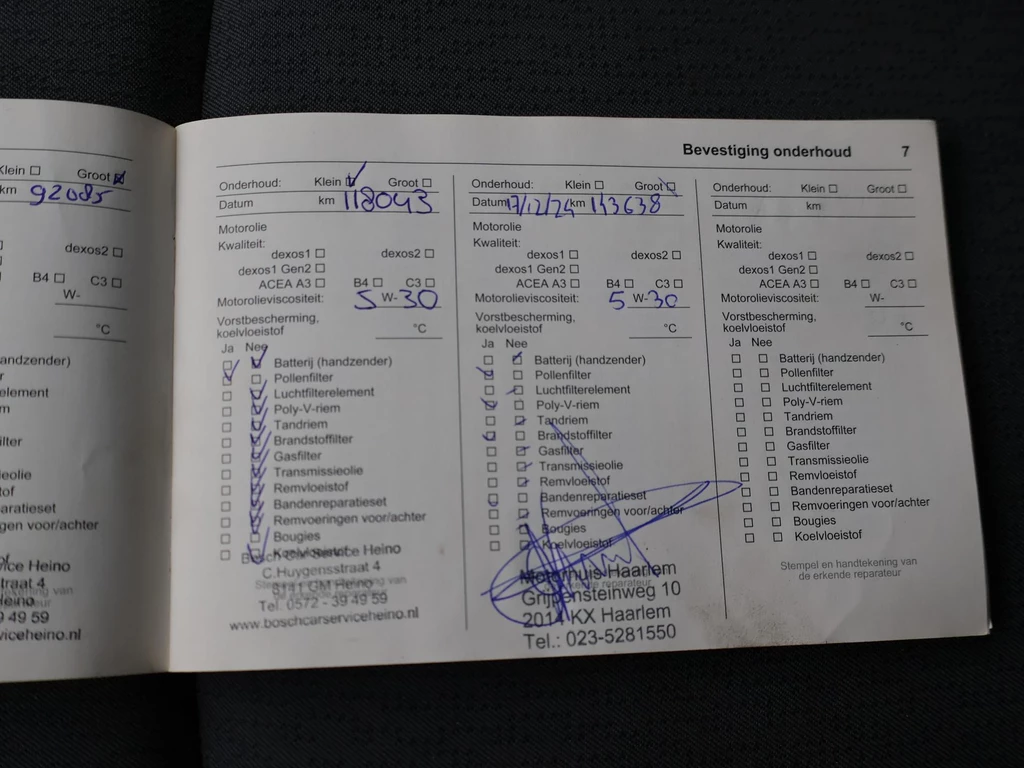 Bevestiging onderhoud 7
Klein ☐ Groot ☑
km 92085
dexos2 ☐
B4 ☐ C3 ☐
W-
°C
andzender)
element
ilter
eolie
tof
aratieset
gen voor/achter
ice Heino
traat 4
Heino
9 49 59
viceheino.nl
Onderhoud: Klein ☑ Groot ☐
Datum km 118043
Motorolie
Kwaliteit:
dexos1 ☐ dexos2 ☐
dexos1 Gen2 ☐
ACEA A3 ☐ B4 ☐ C3 ☐
Motorolieviscositeit: 5 W-30
Vorstbescherming,
koelvloeistof °C
Ja Nee
Batterij (handzender)
Pollenfilter
Luchtfilterelement
Poly-V-riem
Tandriem
Brandstoffilter
Gasfilter
Transmissieolie
Remvloeistof
Bandenreparatieset
Remvoeringen voor/achter
Bougies
Koelvloeistof
Bosch Car Service Heino
C.Huygensstraat 4
8141 GM Heino
Tel. 0572 - 39 49 59
www.boschcarserviceheino.nl
Onderhoud: Klein ☐ Groot ☑
Datum 17/12/24 km 143638
Motorolie
Kwaliteit:
dexos1 ☐ dexos2 ☐
dexos1 Gen2 ☐
ACEA A3 ☐ B4 ☐ C3 ☐
Motorolieviscositeit: 5 W-30
Vorstbescherming,
koelvloeistof °C
Ja Nee
Batterij (handzender)
Pollenfilter
Luchtfilterelement
Poly-V-riem
Tandriem
Brandstoffilter
Gasfilter
Transmissieolie
Remvloeistof
Bandenreparatieset
Remvoeringen voor/achter
Bougies
Koelvloeistof
erkende reparateur
Motorhuis Haarlem
Grijpensteinweg 10
2014 KX Haarlem
Tel.: 023-5281550
Onderhoud: Klein ☐ Groot ☐
Datum km
Motorolie
Kwaliteit:
dexos1 ☐ dexos2 ☐
dexos1 Gen2 ☐
ACEA A3 ☐ B4 ☐ C3 ☐
Motorolieviscositeit: W-
Vorstbescherming,
koelvloeistof °C
Ja Nee
☐ ☐ Batterij (handzender)
☐ ☐ Pollenfilter
☐ ☐ Luchtfilterelement
☐ ☐ Poly-V-riem
☐ ☐ Tandriem
☐ ☐ Brandstoffilter
☐ ☐ Gasfilter
☐ ☐ Transmissieolie
☐ ☐ Remvloeistof
☐ ☐ Bandenreparatieset
☐ ☐ Remvoeringen voor/achter
☐ ☐ Bougies
☐ ☐ Koelvloeistof
Stempel en handtekening van
de erkende reparateur